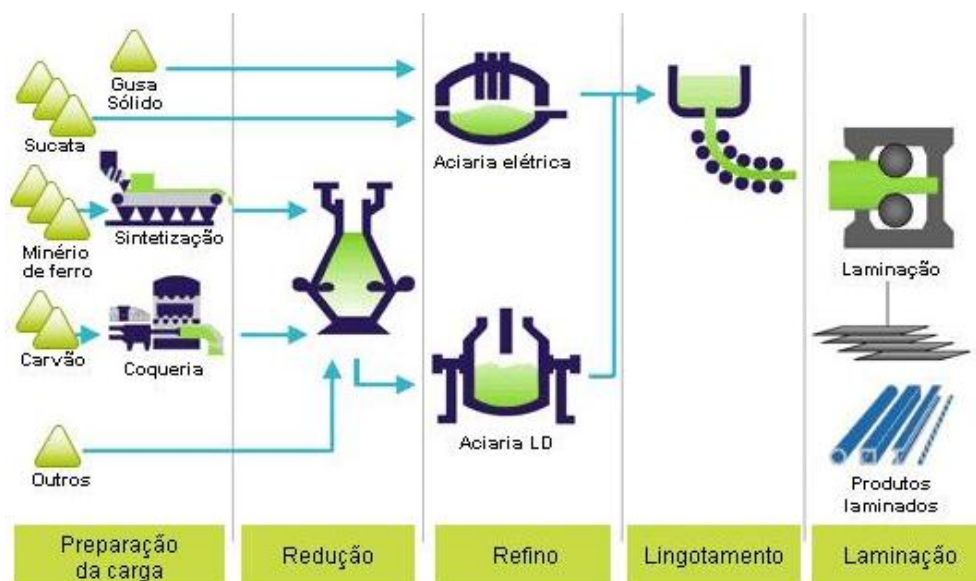 Gusa
Sólido
Sucata
Aciaria elétrica
Sintetização
Minério
de ferro
Laminação
Carvão
Coqueria
Aciaria LD
Outros
Produtos
laminados
Preparação
da carga
Redução
Refino
Lingotamento
Laminação